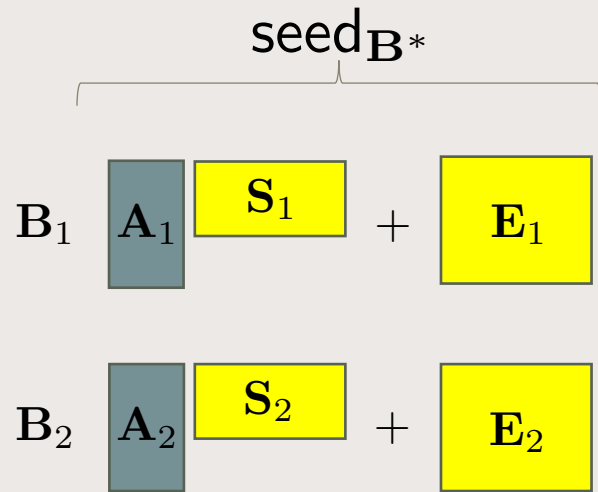 seed_B*
B₁ A₁ S₁ + E₁
B₂ A₂ S₂ + E₂